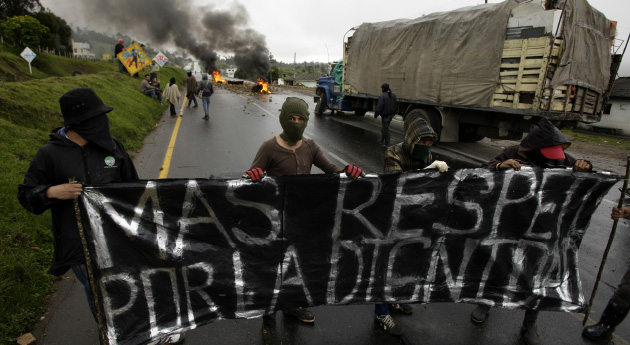 MAS RESPETO
POR LA DIGNIDAD